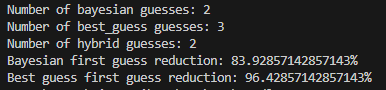 Number of bayesian guesses: 2
Number of best_guess guesses: 3
Number of hybrid guesses: 2
Bayesian first guess reduction: 83.92857142857143%
Best guess first guess reduction: 96.42857142857143%